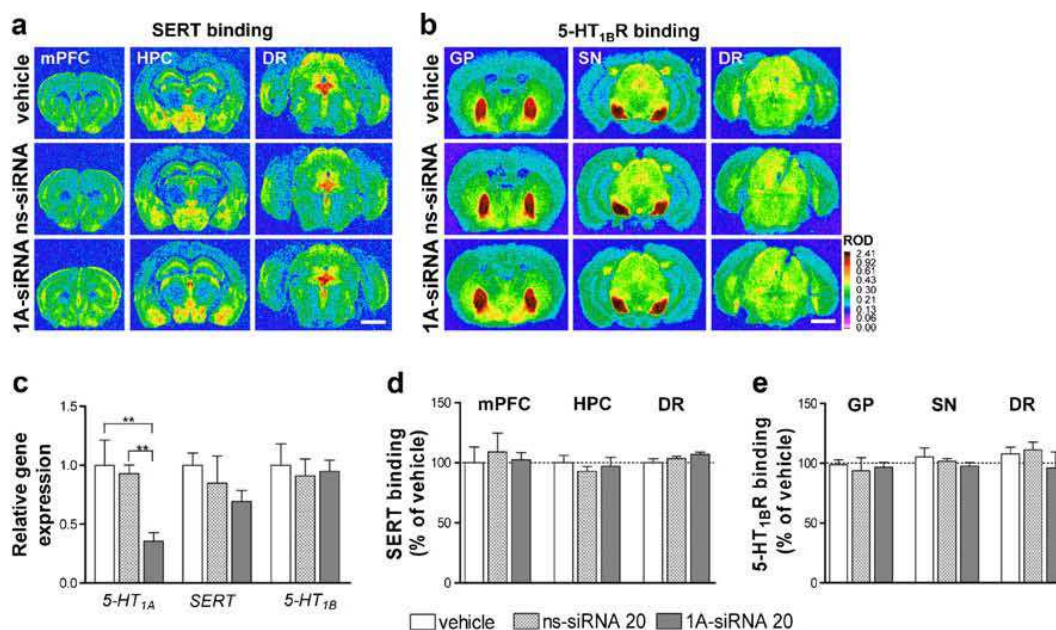 a
SERT binding
mPFC HPC DR
vehicle
ns-siRNA
1A-siRNA
b
5-HT1BR binding
GP SN DR
vehicle
ns-siRNA
1A-siRNA
ROD
2.41
0.92
0.61
0.43
0.30
0.21
0.13
0.06
0.00
c
Relative gene
expression
1.5
1.0
0.5
0.0
**
**
5-HT1A SERT 5-HT1B
d
mPFC HPC DR
SERT binding
(% of vehicle)
150
100
50
0
e
GP SN DR
5-HT1BR binding
(% of vehicle)
150
100
50
0
vehicle ns-siRNA 20 1A-siRNA 20